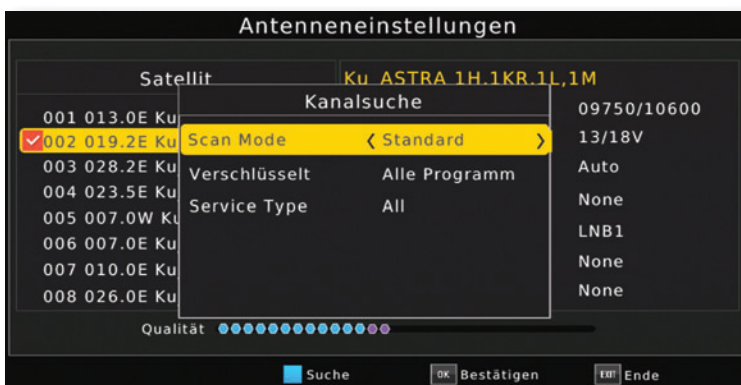 Antenneneinstellungen
Satellit Ku ASTRA 1H,1KR,1L,1M
Kanalsuche
001 013.0E Ku 09750/10600
002 019.2E Ku Scan Mode Standard 13/18V
003 028.2E Ku Verschlüsselt Alle Programm Auto
004 023.5E Ku Service Type All None
005 007.0W Ku LNB1
006 007.0E Ku
007 010.0E Ku None
008 026.0E Ku None
Qualität
Suche OK Bestätigen EXIT Ende